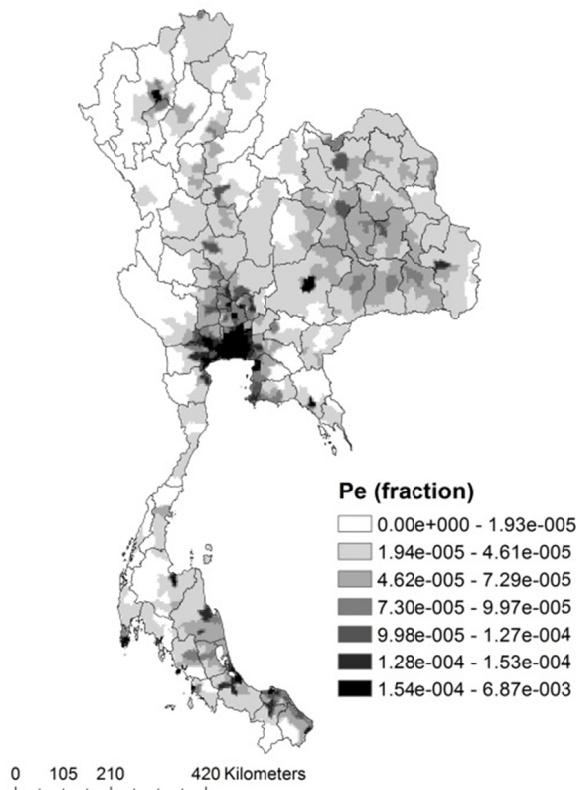 Pe (fraction)
0.00e+000 - 1.93e-005
1.94e-005 - 4.61e-005
4.62e-005 - 7.29e-005
7.30e-005 - 9.97e-005
9.98e-005 - 1.27e-004
1.28e-004 - 1.53e-004
1.54e-004 - 6.87e-003
0 105 210 420 Kilometers